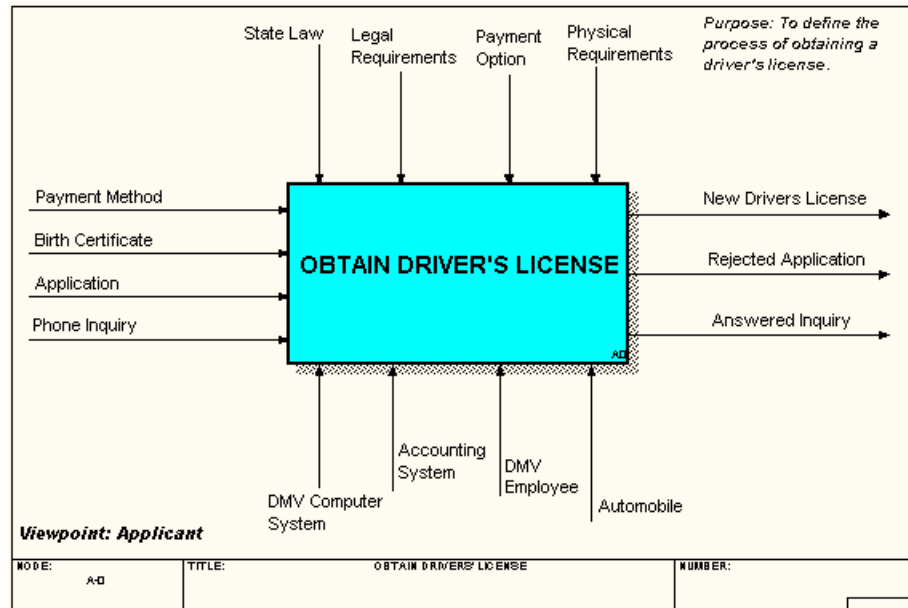 State Law
Legal
Requirements
Payment
Option
Physical
Requirements
Purpose: To define the
process of obtaining a
driver's license.
Payment Method
Birth Certificate
Application
Phone Inquiry
OBTAIN DRIVER'S LICENSE
A0
New Drivers License
Rejected Application
Answered Inquiry
DMV Computer
System
Accounting
System
DMV
Employee
Automobile
Viewpoint: Applicant
NODE:
A-0
TITLE:
OBTAIN DRIVERS' LICENSE
NUMBER: